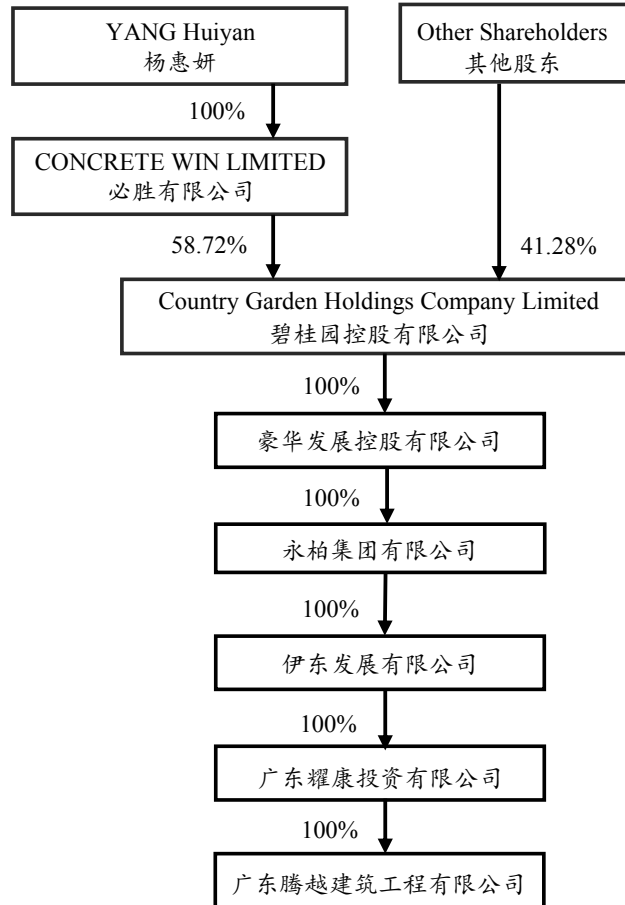 YANG Huiyan
杨惠妍
Other Shareholders
其他股东
100%
CONCRETE WIN LIMITED
必胜有限公司
58.72%
41.28%
Country Garden Holdings Company Limited
碧桂园控股有限公司
100%
豪华发展控股有限公司
100%
永柏集团有限公司
100%
伊东发展有限公司
100%
广东耀康投资有限公司
100%
广东腾越建筑工程有限公司